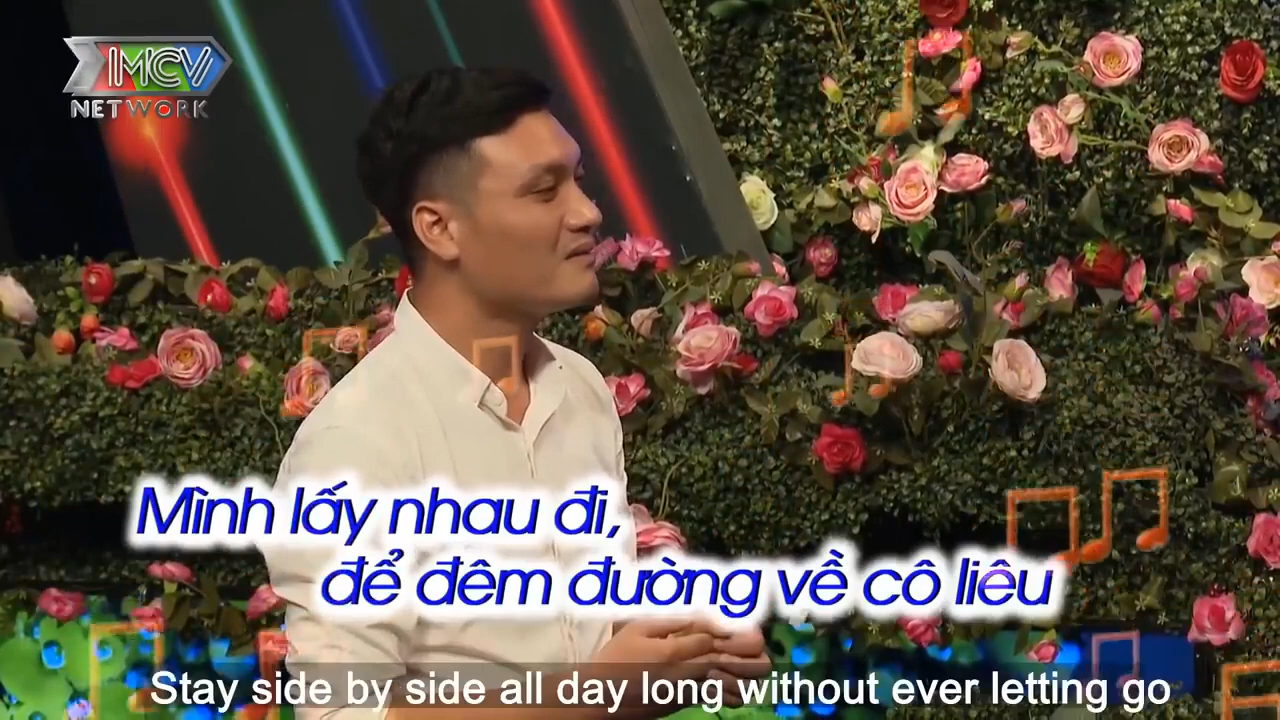 MCV
NETWORK
Mình lấy nhau đi,
để đêm đường về cô liêu
Stay side by side all day long without ever letting go